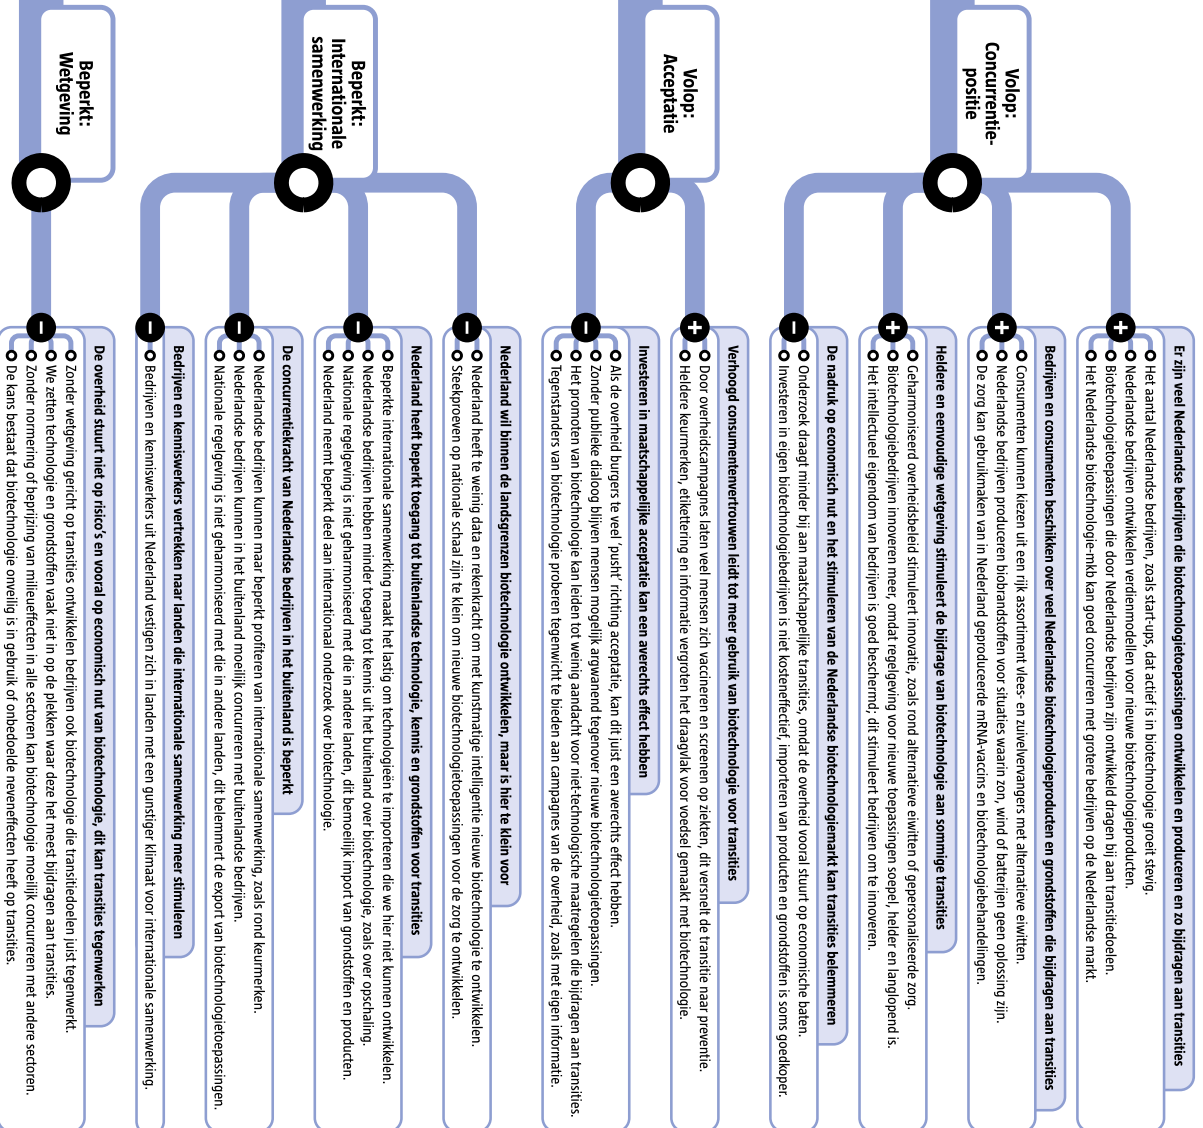 Volop:
Concurrentie-
positie
Er zijn veel Nederlandse bedrijven die biotechnologietoepassingen ontwikkelen en produceren en zo bijdragen aan transities
Het aantal Nederlandse bedrijven, zoals start-ups, dat actief is in biotechnologie groeit stevig.
Nederlandse bedrijven ontwikkelen verdienmodellen voor nieuwe biotechnologieproducten.
Biotechnologietoepassingen die door Nederlandse bedrijven zijn ontwikkeld dragen bij aan transitiedoelen.
Het Nederlandse biotechnologie-mkb kan goed concurreren met grotere bedrijven op de Nederlandse markt.
Bedrijven en consumenten beschikken over veel Nederlandse biotechnologieproducten en grondstoffen die bijdragen aan transities
Consumenten kunnen kiezen uit een rijk assortiment vlees- en zuivelvervangers met alternatieve eiwitten.
Nederlandse bedrijven produceren biobrandstoffen voor situaties waarin zon, wind of batterijen geen oplossing zijn.
De zorg kan gebruikmaken van in Nederland geproduceerde mRNA-vaccins en biotechnologiebehandelingen.
Heldere en eenvoudige wetgeving stimuleert de bijdrage van biotechnologie aan sommige transities
Geharmoniseerd overheidsbeleid stimuleert innovatie, zoals rond alternatieve eiwitten of gepersonaliseerde zorg.
Biotechnologiebedrijven innoveren meer, omdat regelgeving voor nieuwe toepassingen soepel, helder en langlopend is.
Het intellectueel eigendom van bedrijven is goed beschermd; dit stimuleert bedrijven om te innoveren.
De nadruk op economisch nut en het stimuleren van de Nederlandse biotechnologiemarkt kan transities belemmeren
Onderzoek draagt minder bij aan maatschappelijke transities, omdat de overheid vooral stuurt op economische baten.
Investeren in eigen biotechnologiebedrijven is niet kosteneffectief, importeren van producten en grondstoffen is soms goedkoper.
Volop:
Acceptatie
Verhoogd consumentenvertrouwen leidt tot meer gebruik van biotechnologie voor transities
Door overheidscampagnes laten veel mensen zich vaccineren en screenen op ziekten, dit versnelt de transitie naar preventie.
Heldere keurmerken, etikettering en informatie vergroten het draagvlak voor voedsel gemaakt met biotechnologie.
Investeren in maatschappelijke acceptatie kan een averechts effect hebben
Als de overheid burgers te veel ‘pusht’ richting acceptatie, kan dit juist een averechts effect hebben.
Zonder publieke dialoog blijven mensen mogelijk argwanend tegenover nieuwe biotechnologietoepassingen.
Het promoten van biotechnologie kan leiden tot weinig aandacht voor niet-technologische maatregelen die bijdragen aan transities.
Tegenstanders van biotechnologie proberen tegenwicht te bieden aan campagnes van de overheid, zoals met eigen informatie.
Beperkt:
Internationale
samenwerking
Nederland wil binnen de landsgrenzen biotechnologie ontwikkelen, maar is hier te klein voor
Nederland heeft te weinig data en rekenkracht om met kunstmatige intelligentie nieuwe biotechnologie te ontwikkelen.
Steekproeven op nationale schaal zijn te klein om nieuwe biotechnologietoepassingen voor de zorg te ontwikkelen.
Nederland heeft beperkt toegang tot buitenlandse technologie, kennis en grondstoffen voor transities
Beperkte internationale samenwerking maakt het lastig om technologieën te importeren die we hier niet kunnen ontwikkelen.
Nederlandse bedrijven hebben minder toegang tot kennis uit het buitenland over biotechnologie, zoals over opschaling.
Nationale regelgeving is niet geharmoniseerd met die in andere landen, dit bemoeilijkt import van grondstoffen en producten.
Nederland neemt beperkt deel aan internationaal onderzoek over biotechnologie.
De concurrentiekracht van Nederlandse bedrijven in het buitenland is beperkt
Nederlandse bedrijven kunnen maar beperkt profiteren van internationale samenwerking, zoals rond keurmerken.
Nederlandse bedrijven kunnen in het buitenland moeilijk concurreren met buitenlandse bedrijven.
Nationale regelgeving is niet geharmoniseerd met die in andere landen, dit belemmert de export van biotechnologietoepassingen.
Bedrijven en kenniswerkers vertrekken naar landen die internationale samenwerking meer stimuleren
Bedrijven en kenniswerkers uit Nederland vestigen zich in landen met een gunstiger klimaat voor internationale samenwerking.
Beperkt:
Wetgeving
De overheid stuurt niet op risico’s en vooral op economisch nut van biotechnologie, dit kan transities tegenwerken
Zonder wetgeving gericht op transities ontwikkelen bedrijven ook biotechnologie die transitiedoelen juist tegenwerkt.
We zetten technologie en grondstoffen vaak niet in op de plekken waar deze het meest bijdragen aan transities.
Zonder normering of beprijzing van milieueffecten in alle sectoren kan biotechnologie moeilijk concurreren met andere sectoren.
De kans bestaat dat biotechnologie onveilig is in gebruik of onbedoelde neveneffecten heeft op transities.